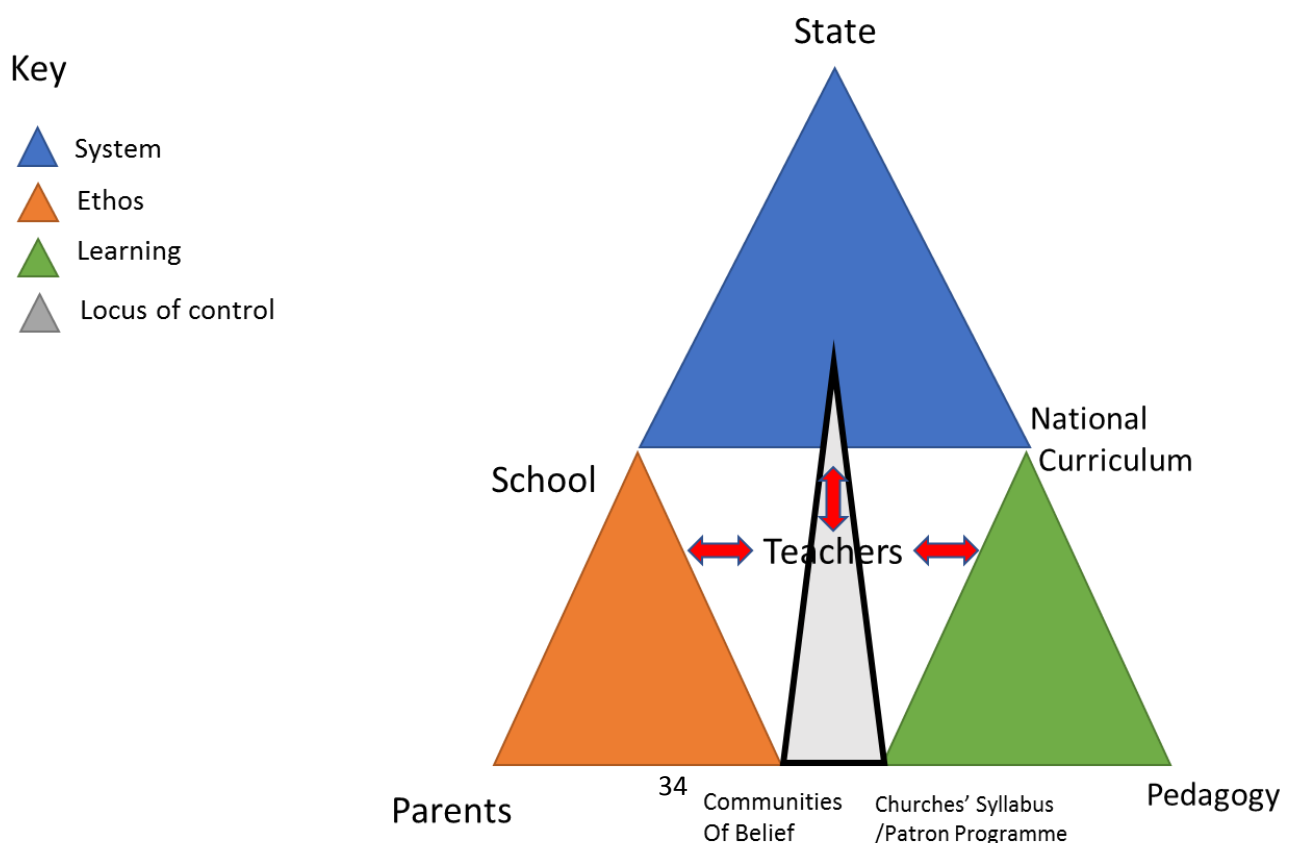 State
Key
System
Ethos
Learning
Locus of control
National
Curriculum
School
Teachers
34
Parents
Communities
Of Belief
Churches' Syllabus
/Patron Programme
Pedagogy